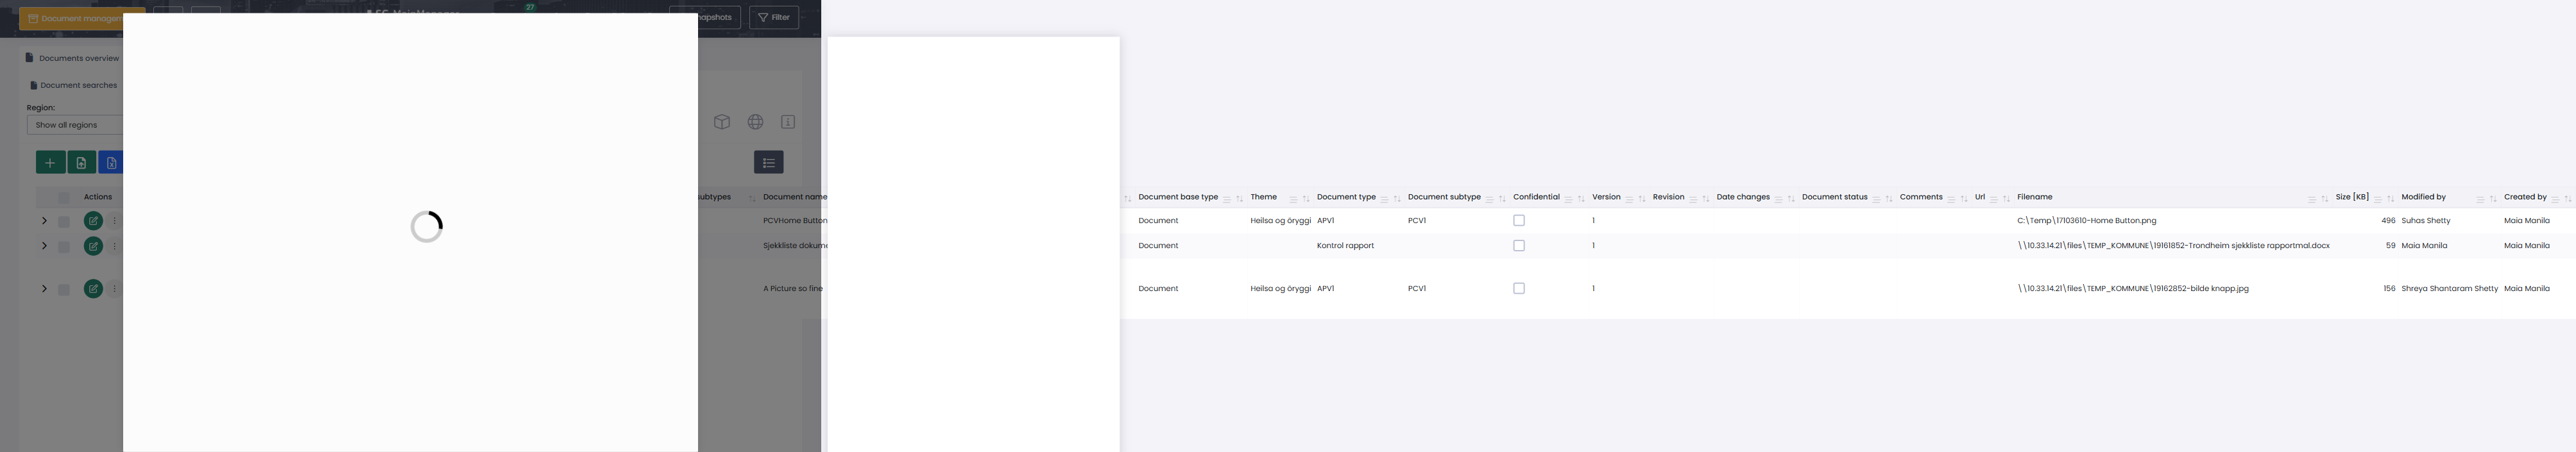 Document
27
napshots
Filter
Documents overview
Document searches
Region:
Show all regions
Actions
ubtypes
Document name
Document base type
Theme
Document type
Document subtype
Confidential
Version
Revision
Date changes
Document status
Comments
Url
Filename
Size [KB]
Modified by
Created by
PCVHome Button
Document
Heilsa og öryggi
APV1
PCV1
1
C:\Temp\17103610-Home Button.png
496
Suhas Shetty
Maia Manila
Sjekkliste dokume
Document
Kontrol rapport
1
\\10.33.14.21\files\TEMP_KOMMUNE\19161852-Trondheim sjekkliste rapportmal.docx
59
Maia Manila
Maia Manila
A Picture so fine
Document
Heilsa og öryggi
APV1
PCV1
1
\\10.33.14.21\files\TEMP_KOMMUNE\19162852-bilde knapp.jpg
156
Shreya Shantaram Shetty
Maia Manila